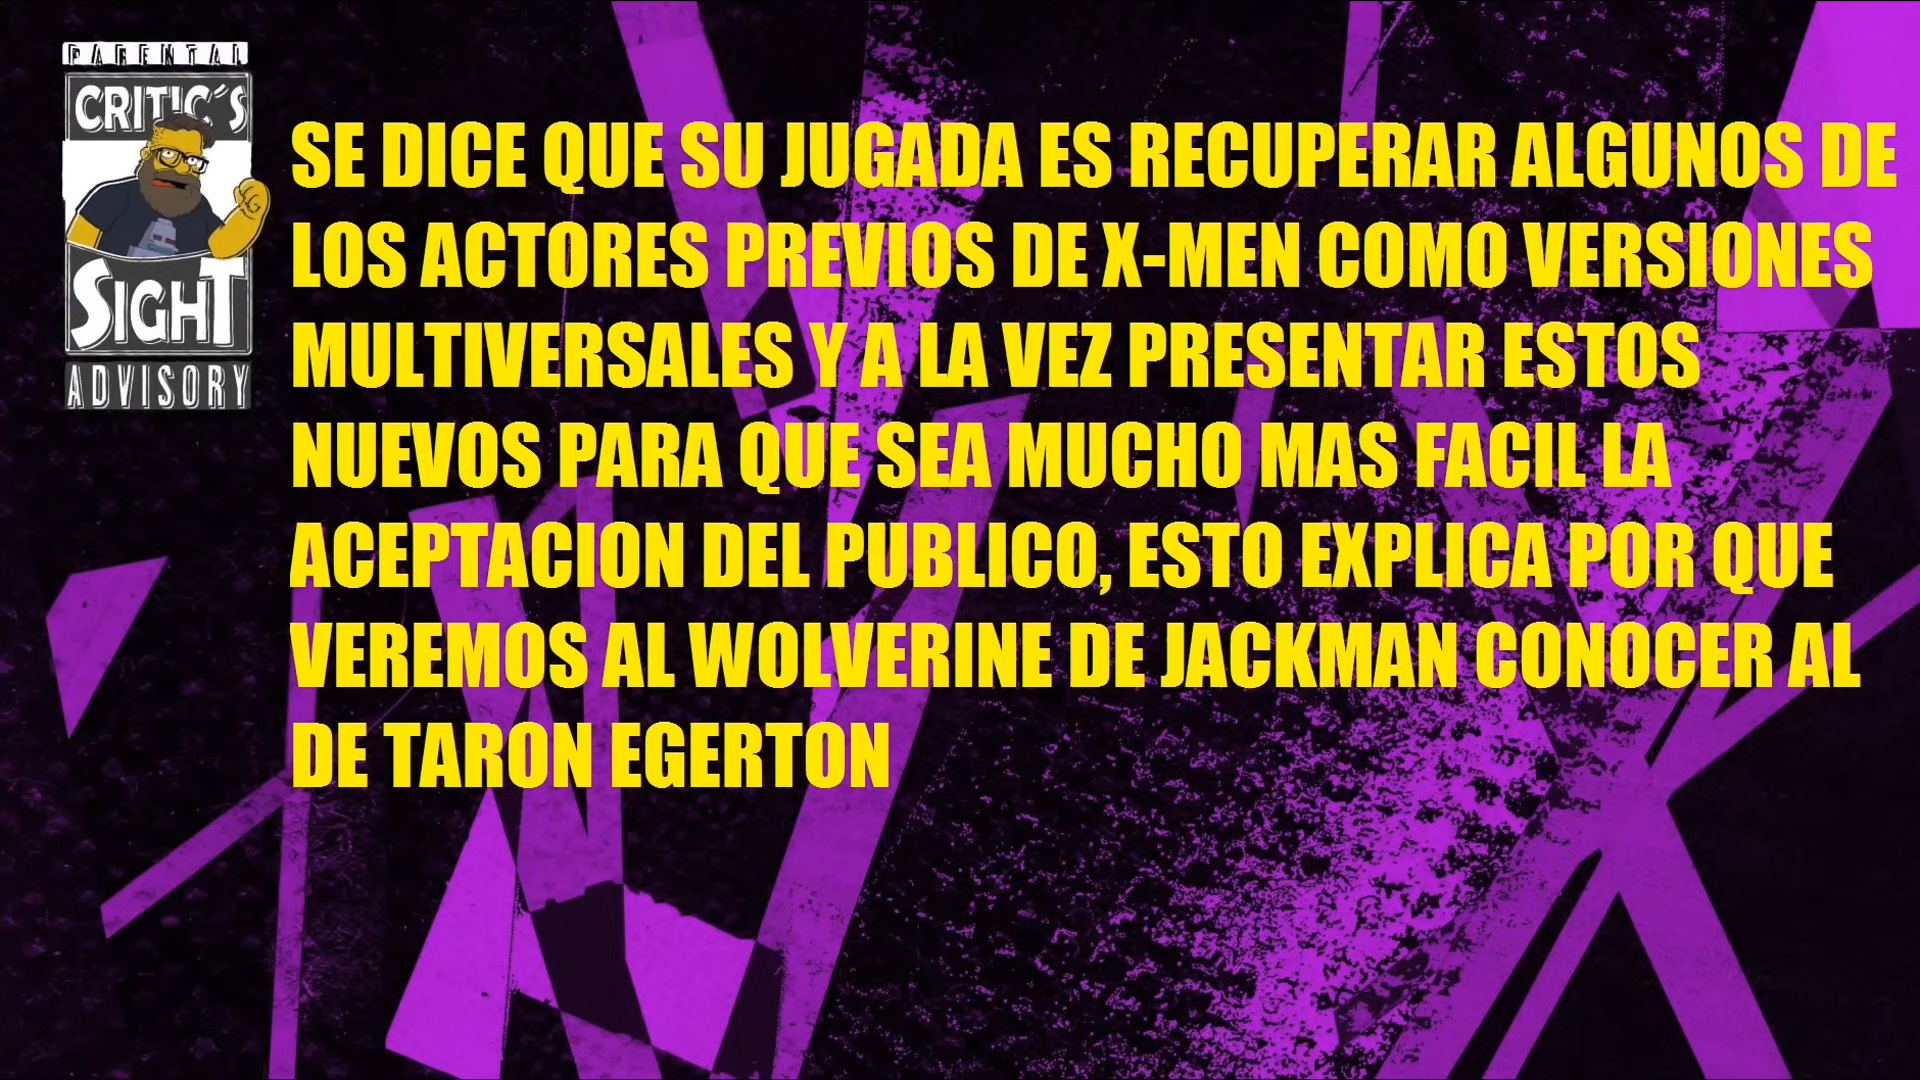 PARENTAL
CRITIC´S
SIGHT
ADVISORY
SE DICE QUE SU JUGADA ES RECUPERAR ALGUNOS DE
LOS ACTORES PREVIOS DE X-MEN COMO VERSIONES
MULTIVERSALES Y A LA VEZ PRESENTAR ESTOS
NUEVOS PARA QUE SEA MUCHO MAS FACIL LA
ACEPTACION DEL PUBLICO, ESTO EXPLICA POR QUE
VEREMOS AL WOLVERINE DE JACKMAN CONOCER AL
DE TARON EGERTON